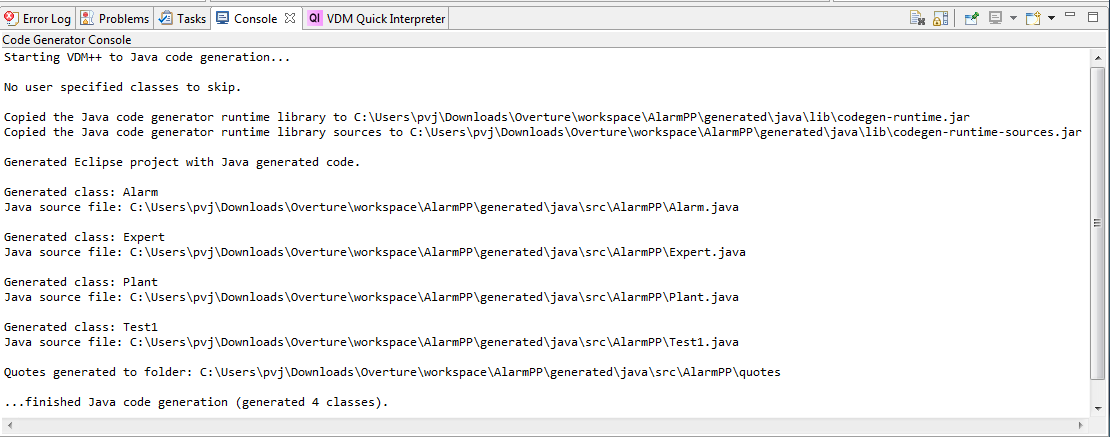 Error Log Problems Tasks Console QI VDM Quick Interpreter
Code Generator Console
Starting VDM++ to Java code generation...
No user specified classes to skip.
Copied the Java code generator runtime library to C:\Users\pvj\Downloads\Overture\workspace\AlarmPP\generated\java\lib\codegen-runtime.jar
Copied the Java code generator runtime library sources to C:\Users\pvj\Downloads\Overture\workspace\AlarmPP\generated\java\lib\codegen-runtime-sources.jar
Generated Eclipse project with Java generated code.
Generated class: Alarm
Java source file: C:\Users\pvj\Downloads\Overture\workspace\AlarmPP\generated\java\src\AlarmPP\Alarm.java
Generated class: Expert
Java source file: C:\Users\pvj\Downloads\Overture\workspace\AlarmPP\generated\java\src\AlarmPP\Expert.java
Generated class: Plant
Java source file: C:\Users\pvj\Downloads\Overture\workspace\AlarmPP\generated\java\src\AlarmPP\Plant.java
Generated class: Test1
Java source file: C:\Users\pvj\Downloads\Overture\workspace\AlarmPP\generated\java\src\AlarmPP\Test1.java
Quotes generated to folder: C:\Users\pvj\Downloads\Overture\workspace\AlarmPP\generated\java\src\AlarmPP\quotes
...finished Java code generation (generated 4 classes).